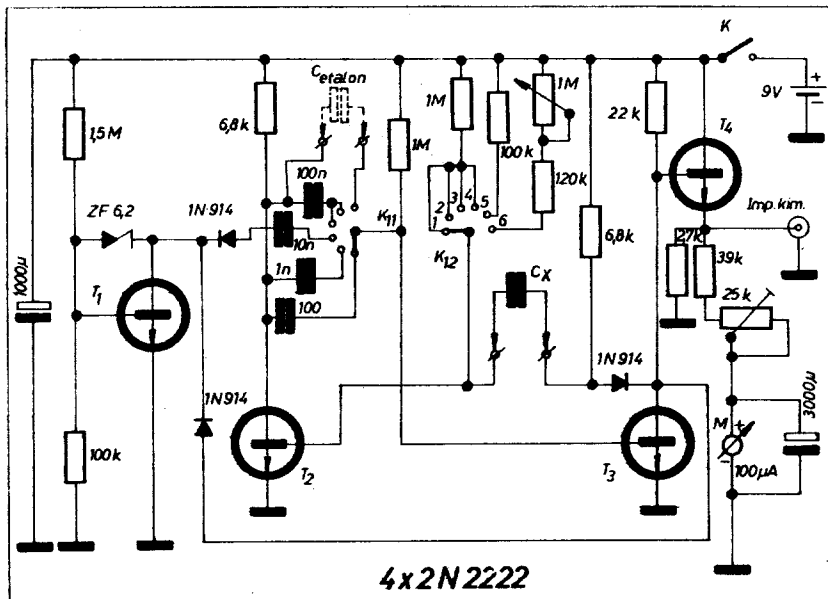 K
C etalon
1M
1M
+
9V
1,5M
6,8k
1M
100k
22k
T4
100n
120k
ZF 6,2
1N914
K11
2
3
4
5
1
6
K12
Imp.kim.
1000µ
10n
6,8k
27k
39k
T1
1n
Cx
25k
100
1N914
1N914
3000µ
100k
T2
T3
M
+
-
100µA
4x2N2222